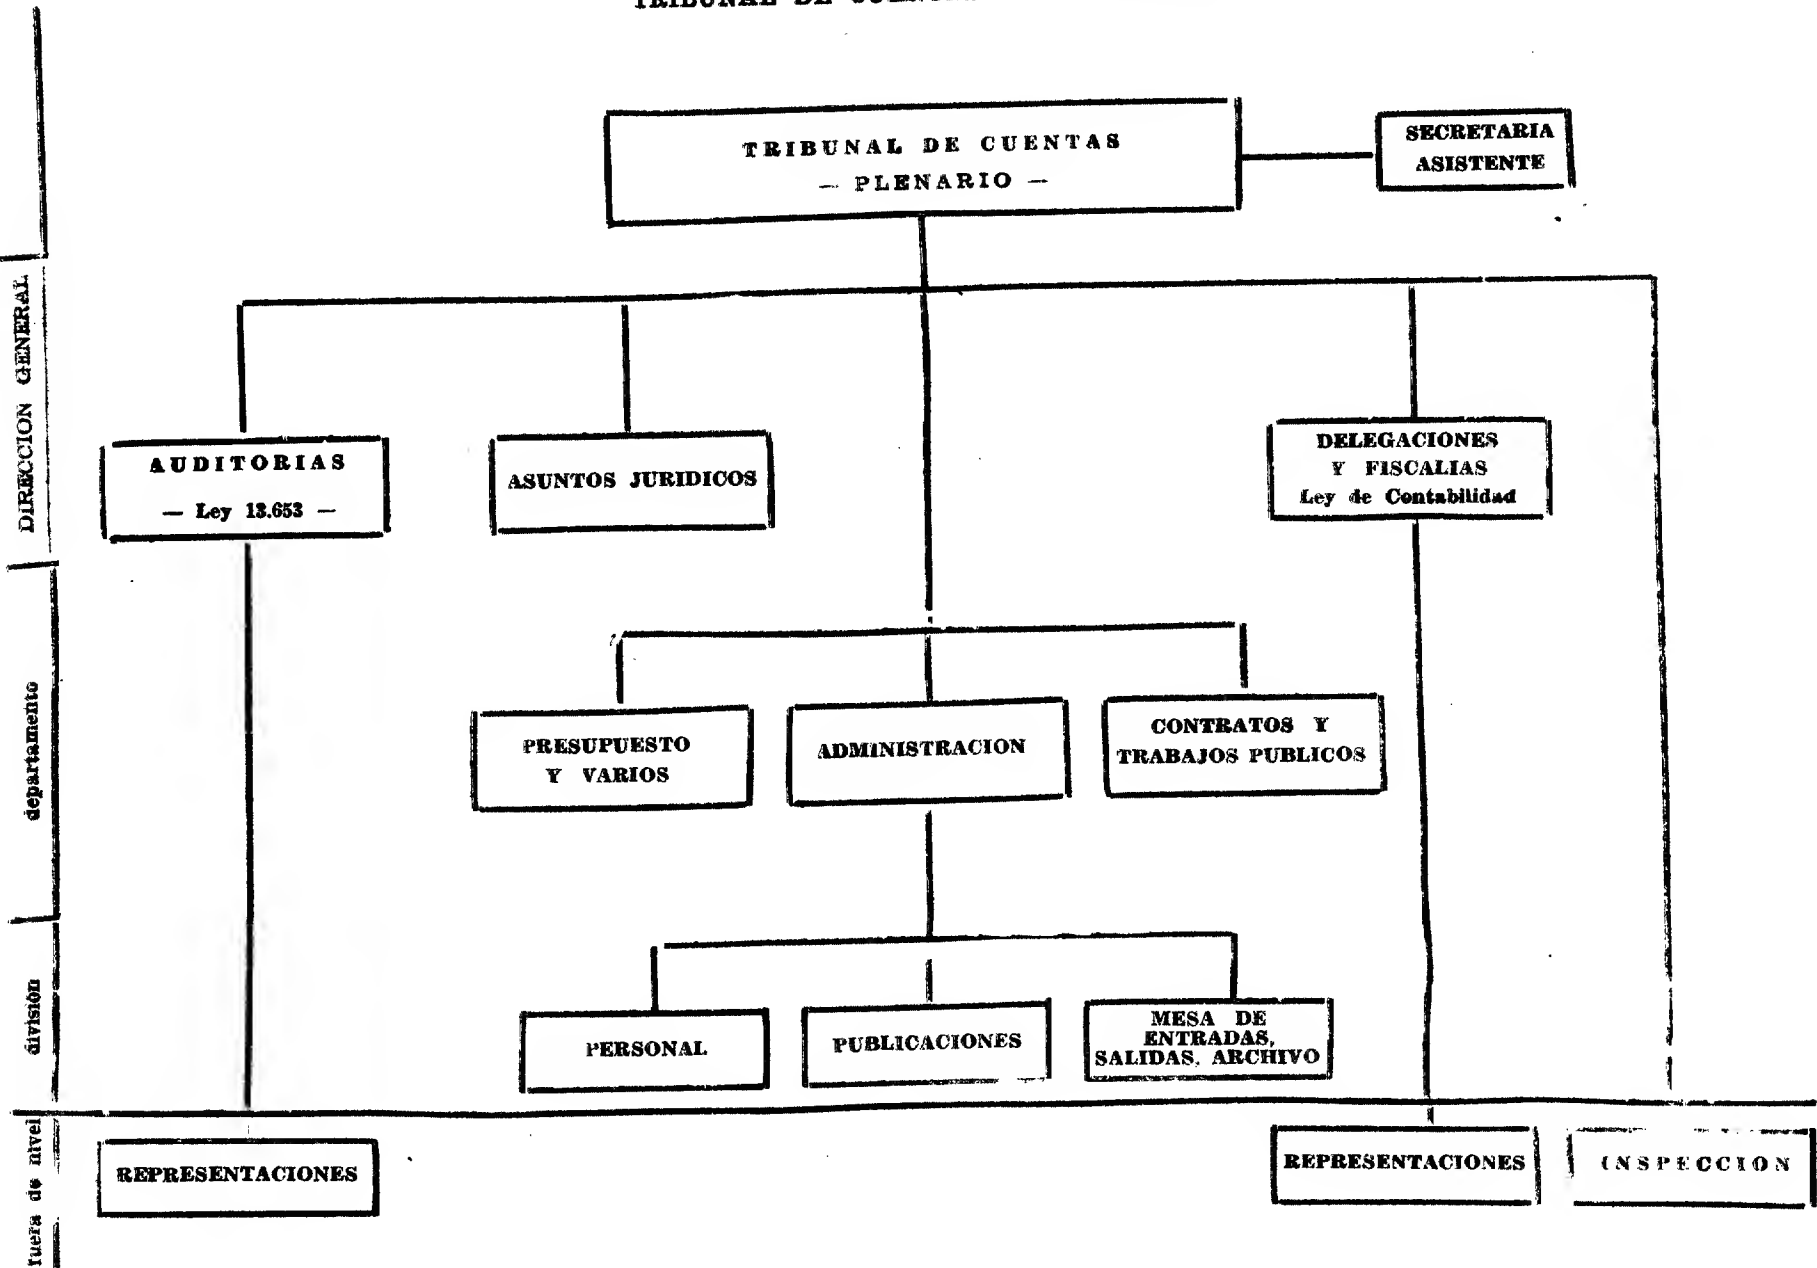 TRIBUNAL DE
TRIBUNAL DE CUENTAS
— PLENARIO —
SECRETARIA
ASISTENTE
DIRECCION GENERAL
AUDITORIAS
— Ley 13.653 —
ASUNTOS JURIDICOS
DELEGACIONES
Y FISCALIAS
Ley de Contabilidad
departamento
PRESUPUESTO
Y VARIOS
ADMINISTRACION
CONTRATOS Y
TRABAJOS PUBLICOS
división
PERSONAL
PUBLICACIONES
MESA DE
ENTRADAS,
SALIDAS, ARCHIVO
fuera de nivel
REPRESENTACIONES
REPRESENTACIONES
INSPECCION